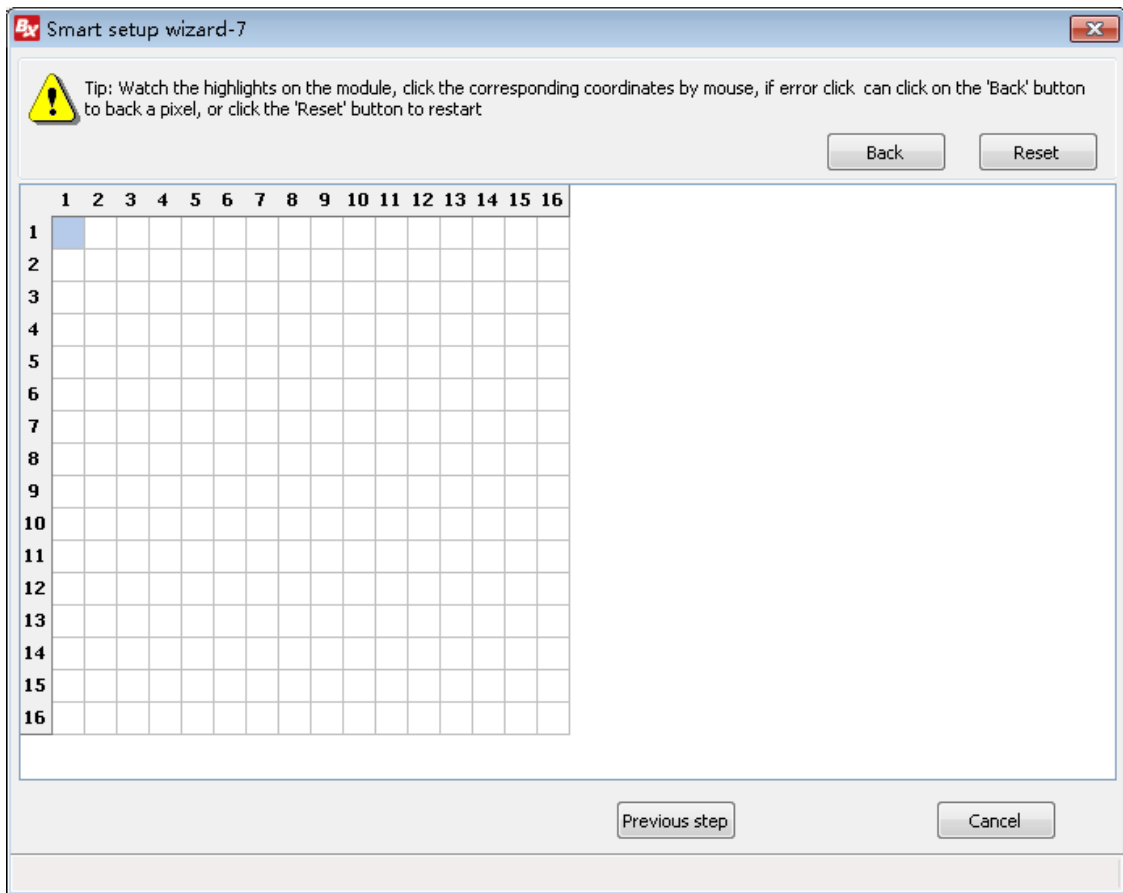 BX Smart setup wizard-7
Tip: Watch the highlights on the module, click the corresponding coordinates by mouse, if error click can click on the 'Back' button
to back a pixel, or click the 'Reset' button to restart
Back Reset
1 2 3 4 5 6 7 8 9 10 11 12 13 14 15 16
1
2
3
4
5
6
7
8
9
10
11
12
13
14
15
16
Previous step Cancel